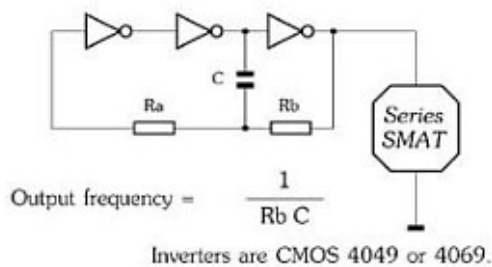 C
Ra
Rb
Series
SMAT
Output frequency =
1
Rb C
Inverters are CMOS 4049 or 4069.